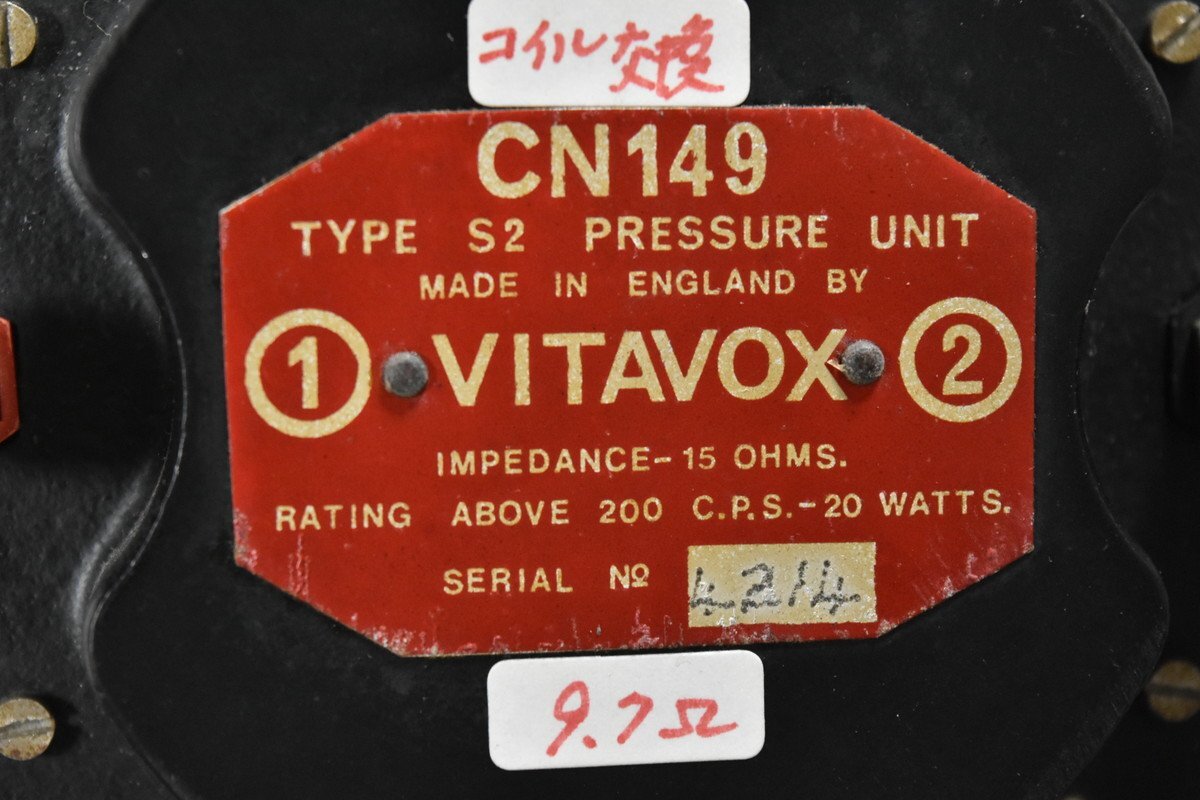 コイル交換
CN149
TYPE S2 PRESSURE UNIT
MADE IN ENGLAND BY
1 VITAVOX 2
IMPEDANCE-15 OHMS.
RATING ABOVE 200 C.P.S.-20 WATTS.
SERIAL Nº 4214
9.7Ω